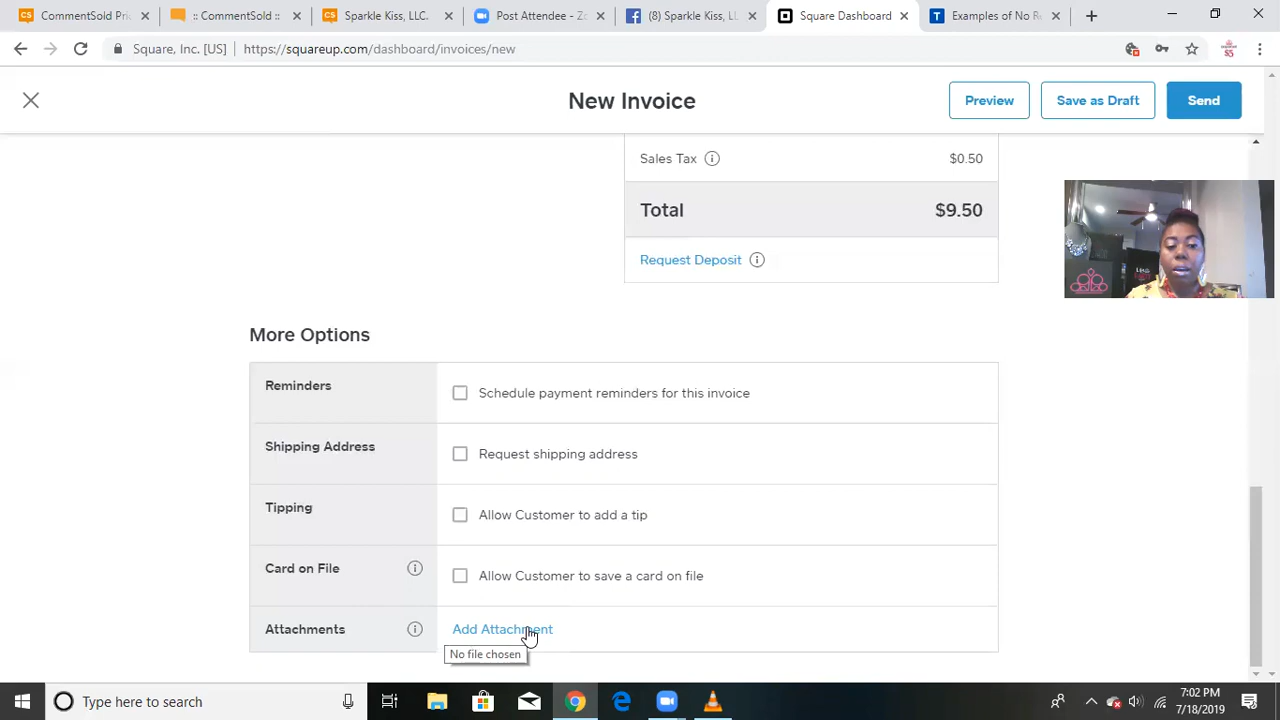 CommentSold Pri
:: CommentSold ::
Sparkle Kiss, LLC.
Post Attendee - Zo
(8) Sparkle Kiss, LL
Square Dashboard
Examples of No Re
Square, Inc. [US] https://squareup.com/dashboard/invoices/new
New Invoice
Preview
Save as Draft
Send
Sales Tax $0.50
Total $9.50
Request Deposit
More Options
Reminders Schedule payment reminders for this invoice
Shipping Address Request shipping address
Tipping Allow Customer to add a tip
Card on File Allow Customer to save a card on file
Attachments Add Attachment
No file chosen
Type here to search
7:02 PM
7/18/2019